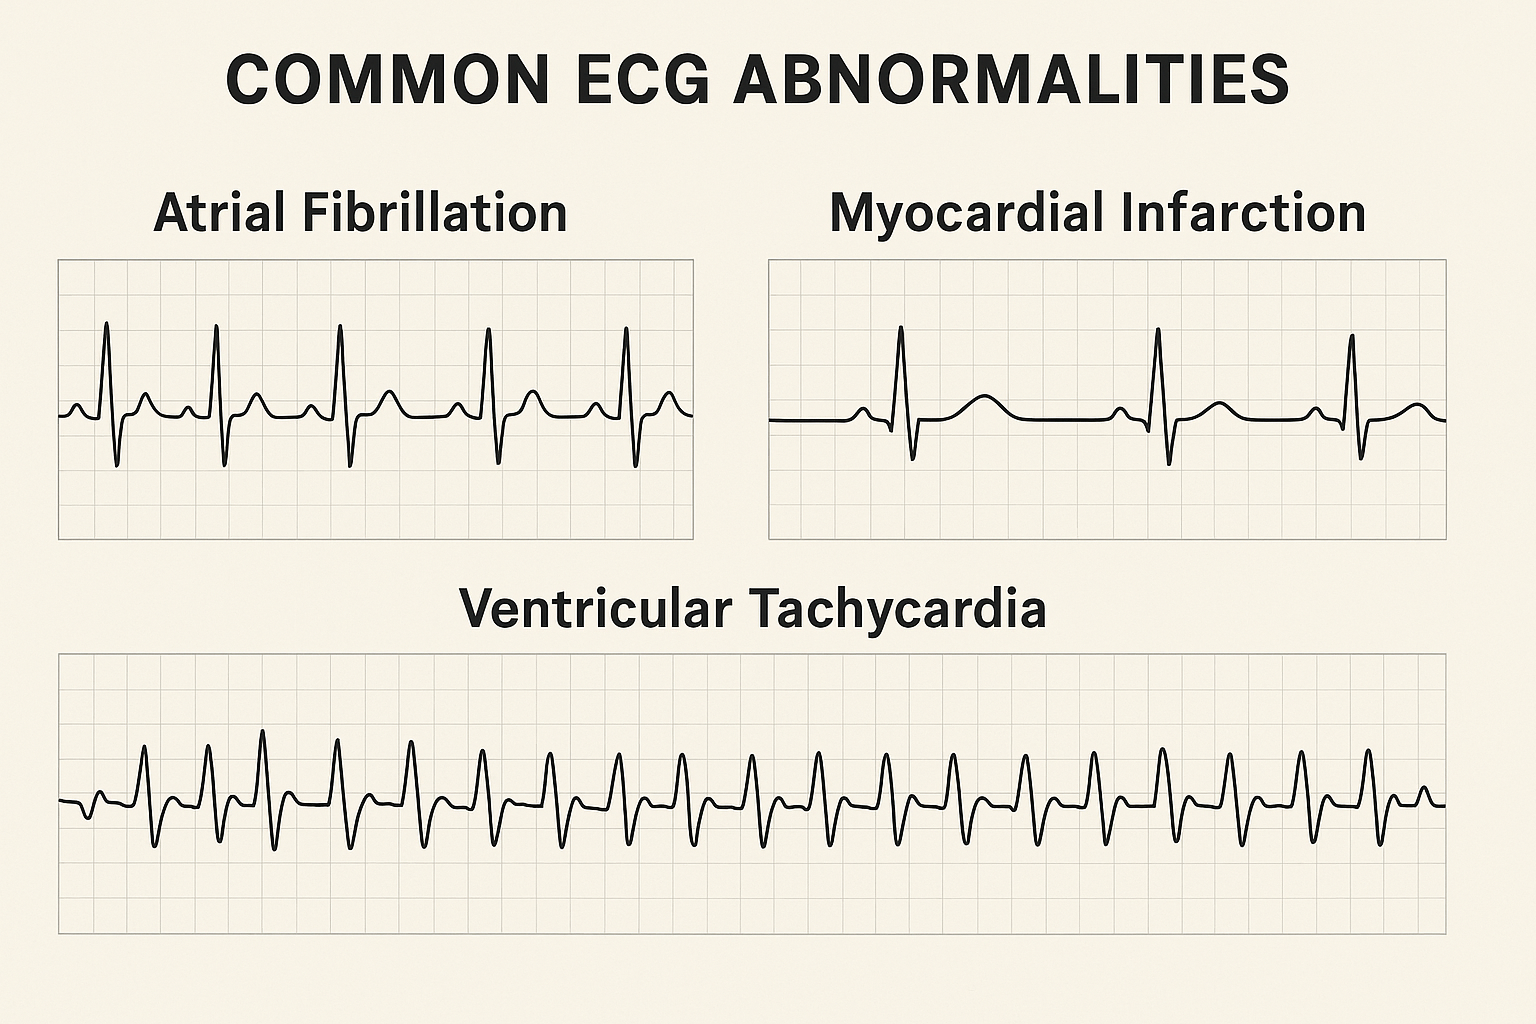 COMMON ECG ABNORMALITIES
Atrial Fibrillation
Myocardial Infarction
Ventricular Tachycardia